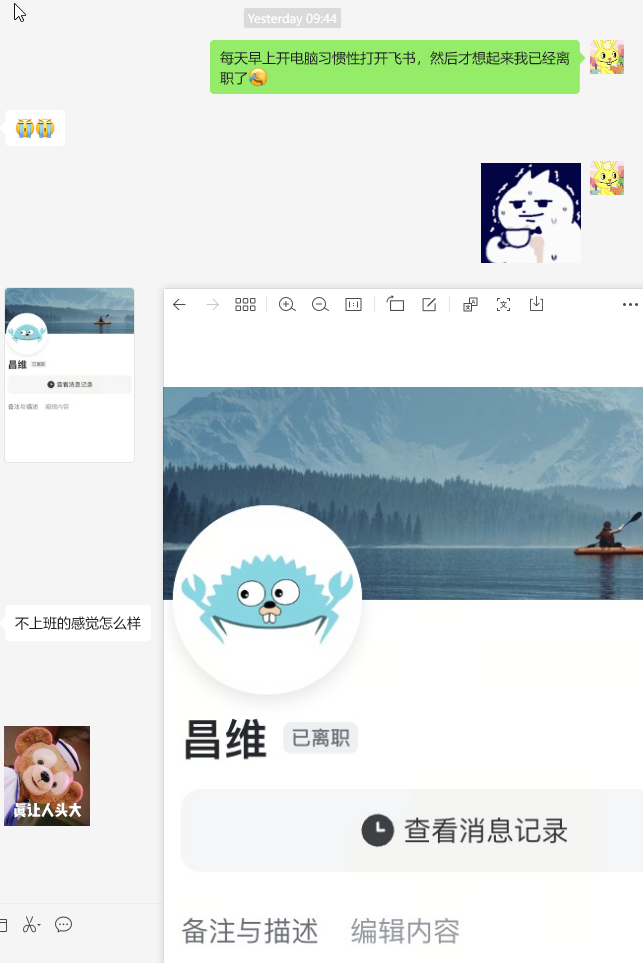 Yesterday 09:44
每天早上开电脑习惯性打开飞书，然后才想起来我已经离
职了
昌维 已离职
查看消息记录
备注与描述 编辑内容
不上班的感觉怎么样
真让人头大
1:1
文
昌维 已离职
查看消息记录
备注与描述 编辑内容